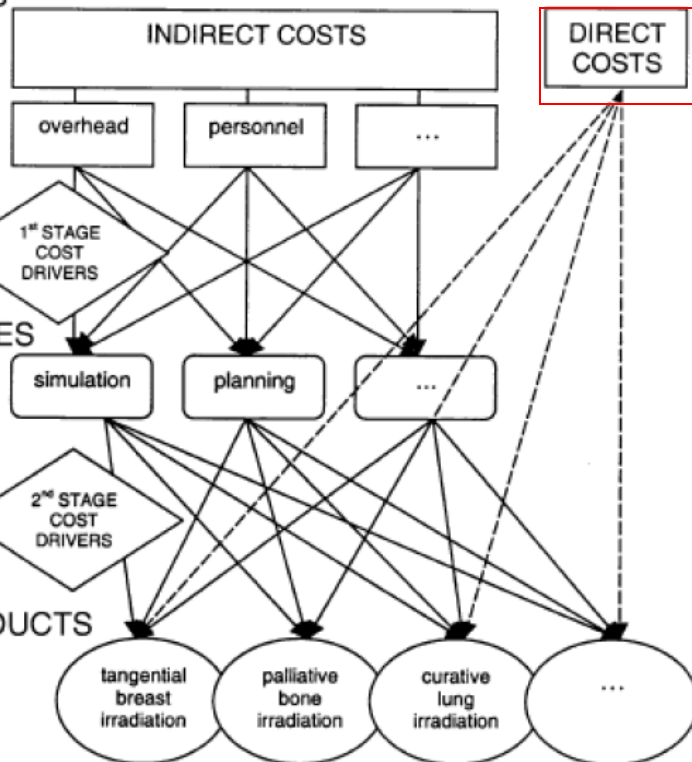 INDIRECT COSTS
DIRECT
COSTS
overhead
personnel
...
1st STAGE
COST
DRIVERS
ES
simulation
planning
...
2nd STAGE
COST
DRIVERS
DUCTS
tangential
breast
irradiation
palliative
bone
irradiation
curative
lung
irradiation
...